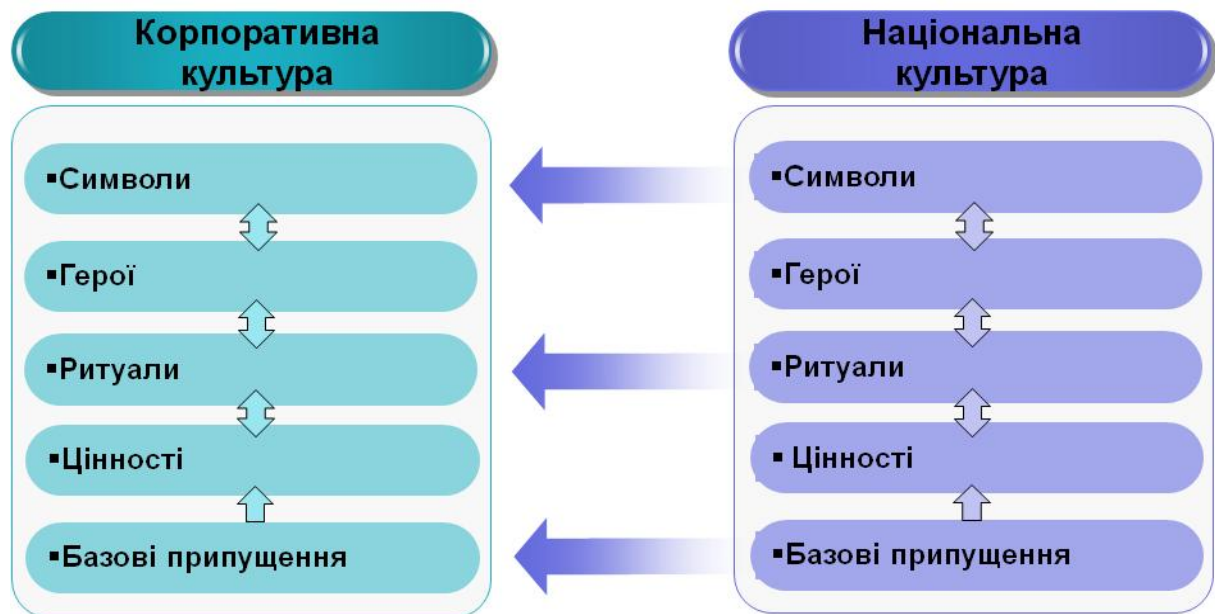 Корпоративна
культура
▪Символи
▪Герої
▪Ритуали
▪Цінності
▪Базові припущення
Національна
культура
▪Символи
▪Герої
▪Ритуали
▪ Цінності
▪Базові припущення